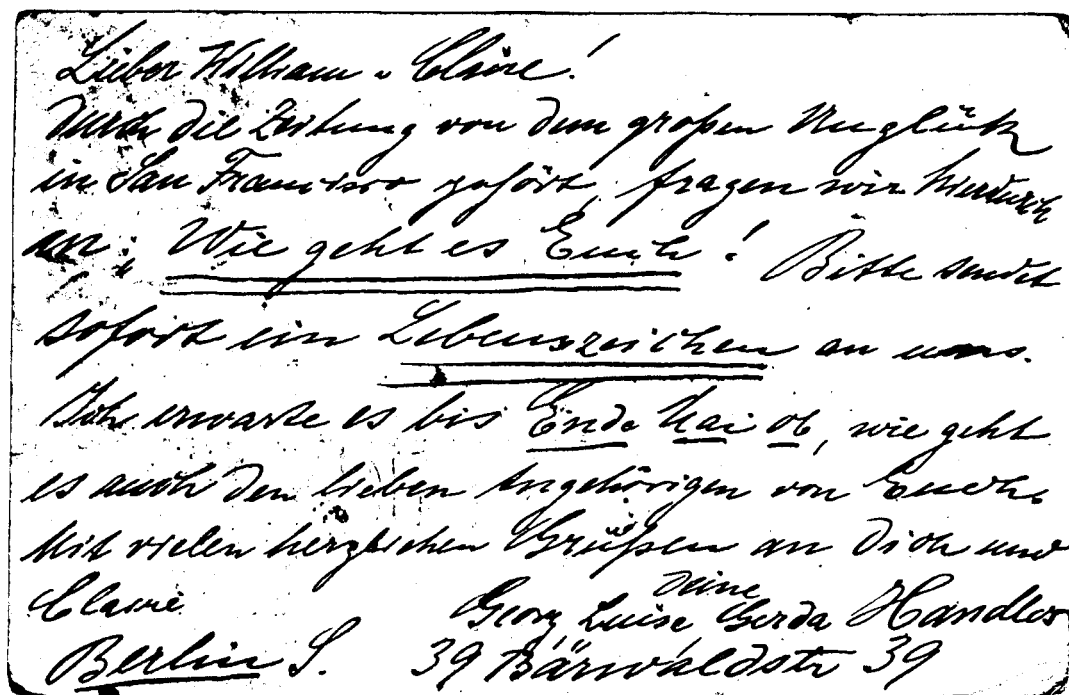 Lieber William u Claire!
durch die Zeitung von dem großen Unglück
in San Francisco gehört, fragen wir hierdurch
an: Wie geht es Euch! Bitte sendet
sofort ein Lebenszeichen an uns.
Ich erwarte es bis Ende Mai ob, wie geht
es auch den lieben Angehörigen von Euch.
Mit vielen herzlichen Grüßen an Dich und
Claire Deine
Georg Luise Gerda Handler
Berlin S. 39 Bärwaldstr 39